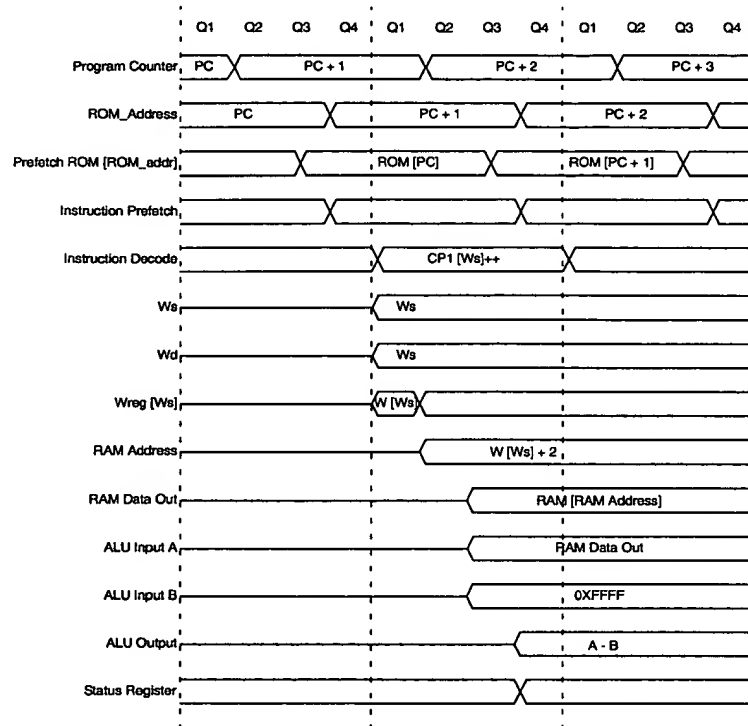 Q1 Q2 Q3 Q4 Q1 Q2 Q3 Q4 Q1 Q2 Q3 Q4
Program Counter PC PC + 1 PC + 2 PC + 3
ROM_Address PC PC + 1 PC + 2
Prefetch ROM [ROM_addr] ROM [PC] ROM [PC + 1]
Instruction Prefetch
Instruction Decode CP1 [Ws]++
Ws Ws
Wd Ws
Wreg [Ws] W [Ws]
RAM Address W [Ws] + 2
RAM Data Out RAM [RAM Address]
ALU Input A RAM Data Out
ALU Input B 0XFFFF
ALU Output A - B
Status Register